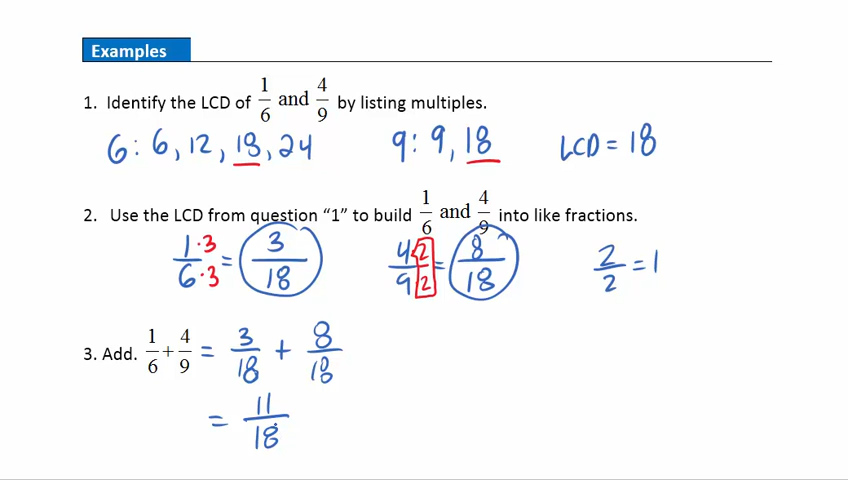 Examples
1. Identify the LCD of 1/6 and 4/9 by listing multiples.
6: 6, 12, 18, 24 9: 9, 18 LCD = 18
2. Use the LCD from question “1” to build 1/6 and 4/9 into like fractions.
1·3/6·3 = 3/18 4·2/9·2 = 8/18 2/2 = 1
3. Add. 1/6 + 4/9 = 3/18 + 8/18
= 11/18